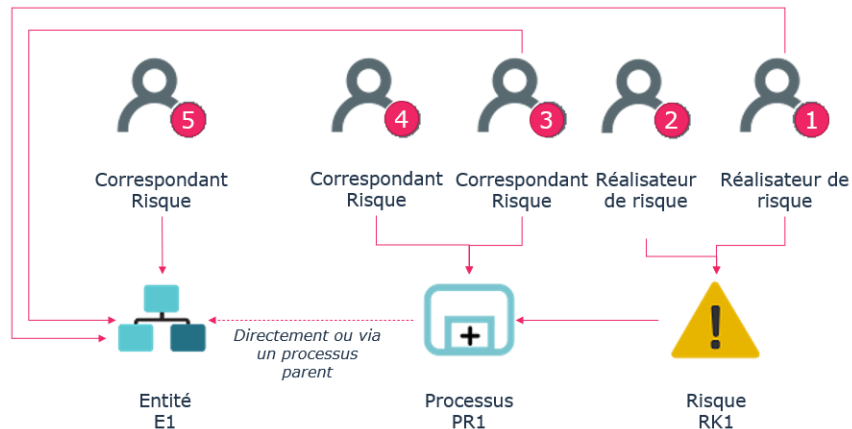 5
4
3
2
1
Correspondant
Risque
Correspondant
Risque
Correspondant
Risque
Réalisateur
de risque
Réalisateur de
risque
Directement ou via
un processus
parent
Entité
E1
Processus
PR1
Risque
RK1